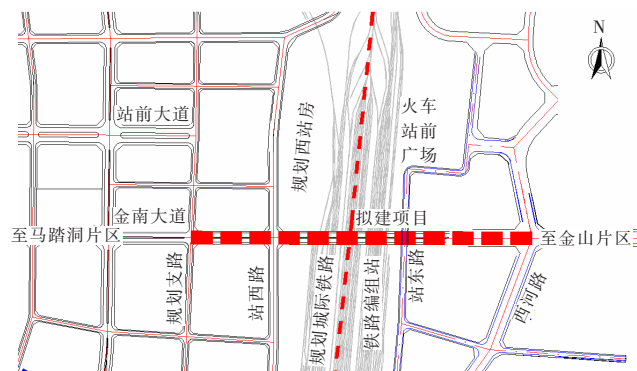 N
站前大道
规划西站房
火车
站前
广场
金南大道
拟建项目
至马踏洞片区
至金山片区
规划支路
站西路
规划城际铁路
铁路编组站
站东路
西河路